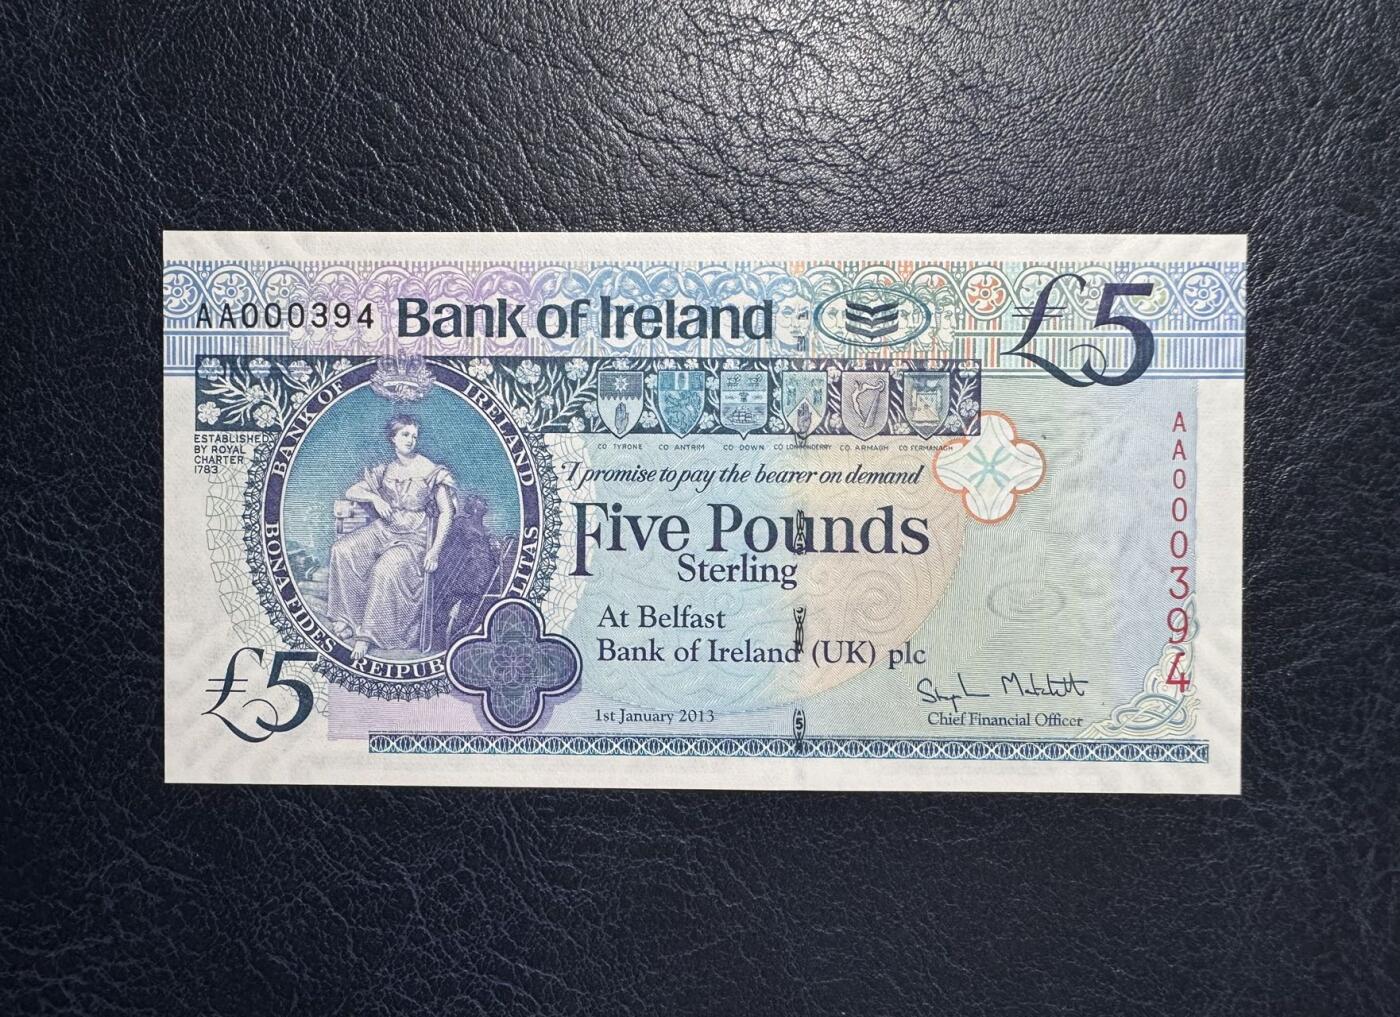 AA000394
Bank of Ireland
£5
ESTABLISHED
BY ROYAL
CHARTER
1783
BANK OF IRELAND
BONA FIDES REIPUB LITAS
CO TYRONE
CO ANTRIM
CO DOWN
CO LONDONDERRY
CO. ARMAGH
CO FERMANAGH
I promise to pay the bearer on demand
Five Pounds
Sterling
At Belfast
Bank of Ireland (UK) plc
1st January 2013
Chief Financial Officer
£5
5
AA000394